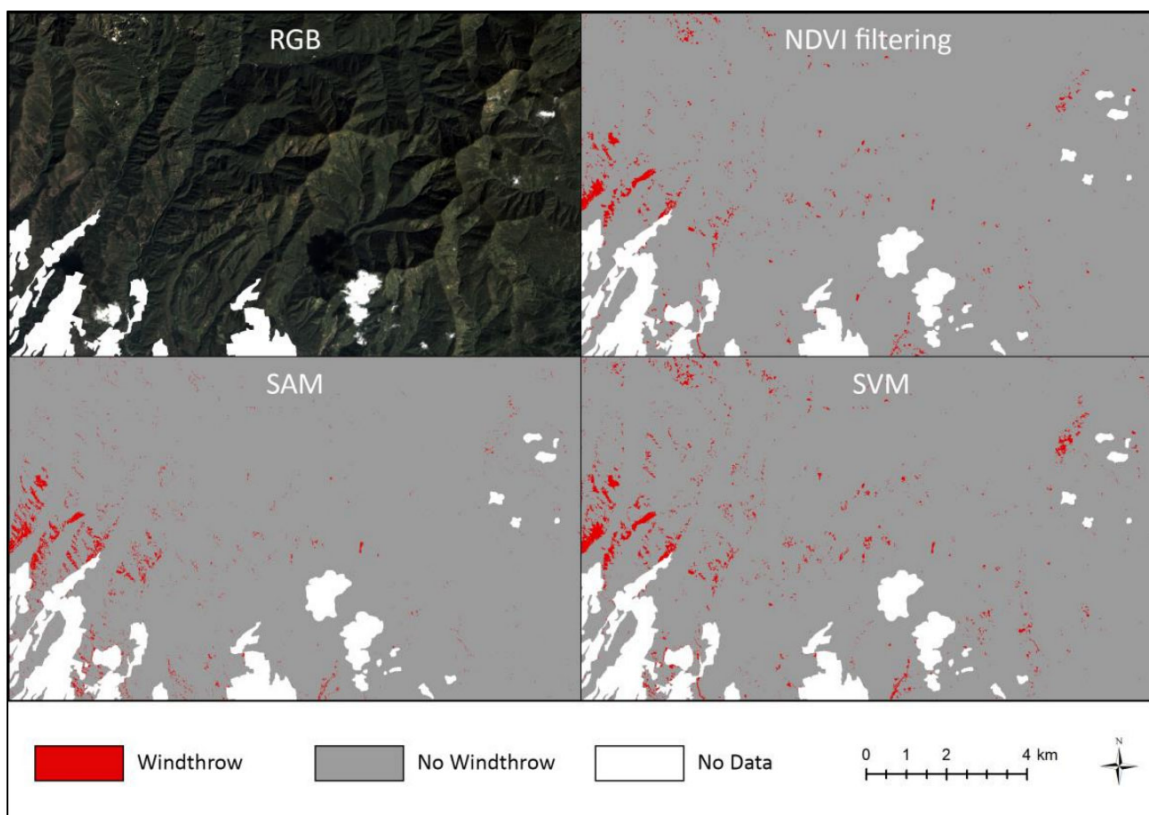 RGB
NDVI filtering
SAM
SVM
Windthrow
No Windthrow
No Data
0 1 2 4 km
N